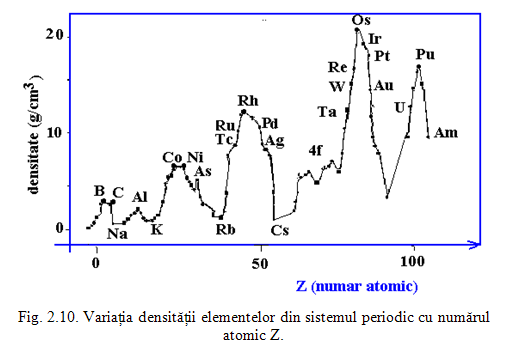 densitate (g/cm³)
20
10
0
Os
Ir
Re
Pt
W
Au
Pu
U
Ta
Am
Rh
Ru
Pd
Tc
Ag
4f
Co
Ni
As
B
C
Al
Na
K
Rb
Cs
0
50
100
Z (numar atomic)
Fig. 2.10. Variația densității elementelor din sistemul periodic cu numărul
atomic Z.